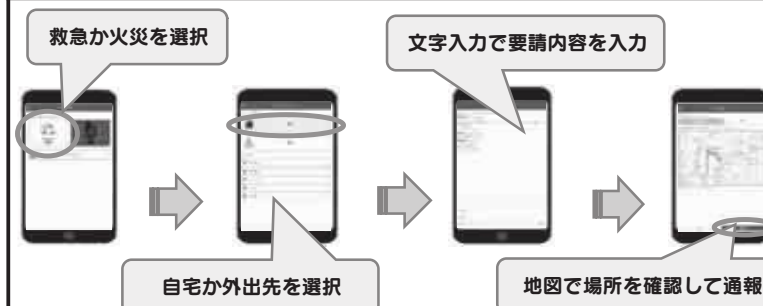 救急か火災を選択
文字入力で要請内容を入力
自宅か外出先を選択
地図で場所を確認して通報